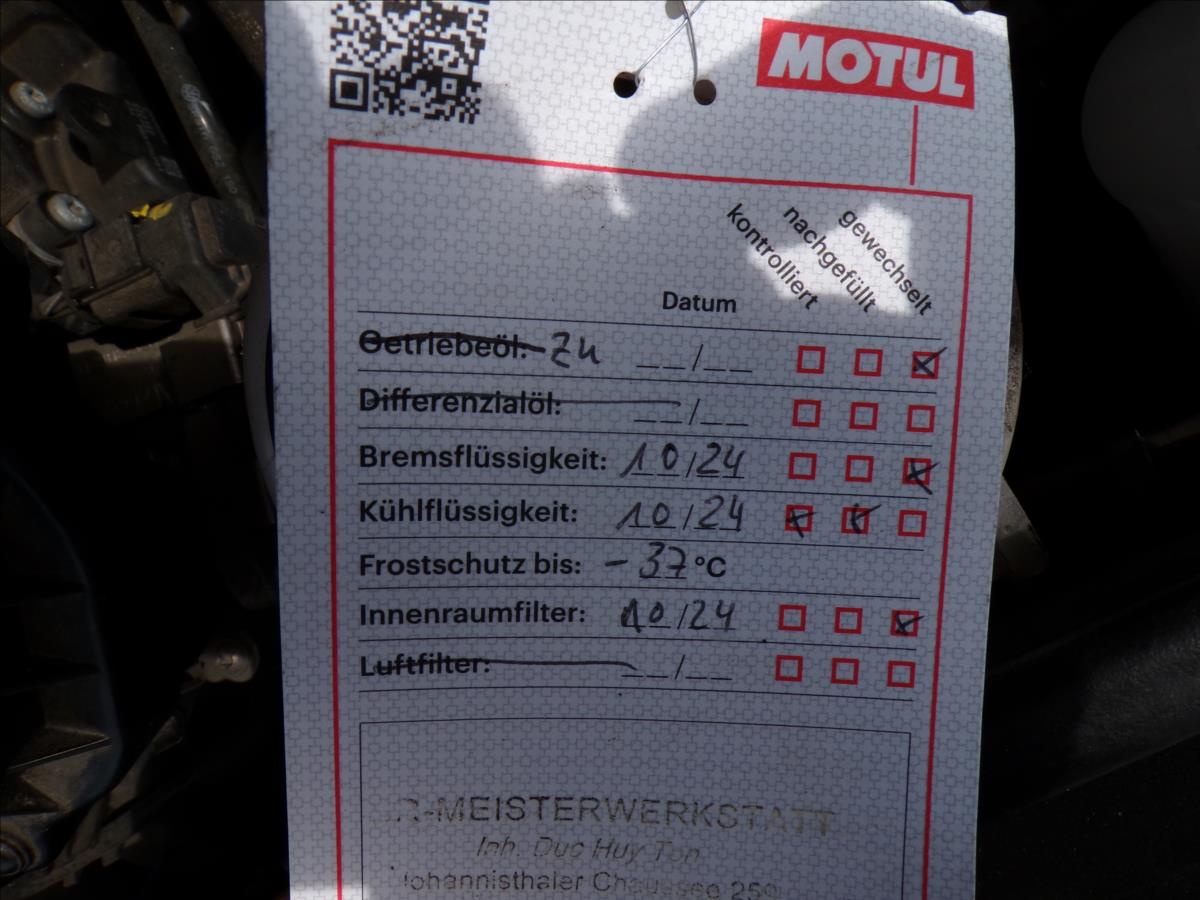 MOTUL
kontrolliert
nachgefüllt
gewechselt
Datum
Getriebeöl: ZU __/__
Differenzialöl: __/__
Bremsflüssigkeit: 10/24
Kühlflüssigkeit: 10/24
Frostschutz bis: -37 °C
Innenraumfilter: 10/24
Luftfilter: __/__
-MEISTERWERKSTATT
Inh. Duc Huy Ton
Johannisthaler Chaussee